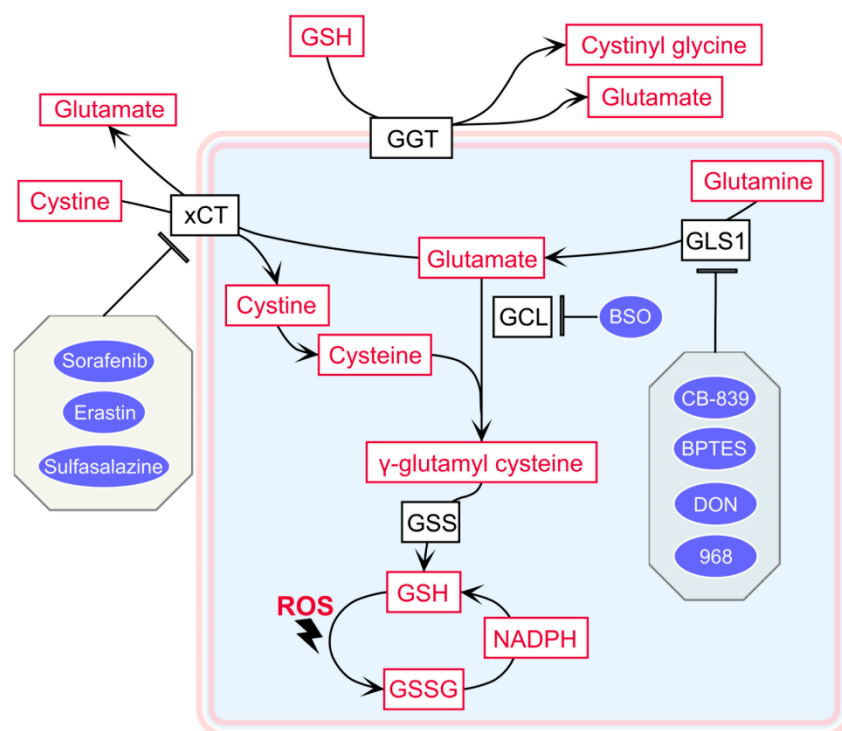 GSH
Cystinyl glycine
Glutamate
Glutamate
GGT
Cystine
xCT
Glutamine
GLS1
Glutamate
Cystine
GCL
BSO
Cysteine
Sorafenib
Erastin
Sulfasalazine
CB-839
BPTES
DON
968
γ-glutamyl cysteine
GSS
GSH
ROS
NADPH
GSSG